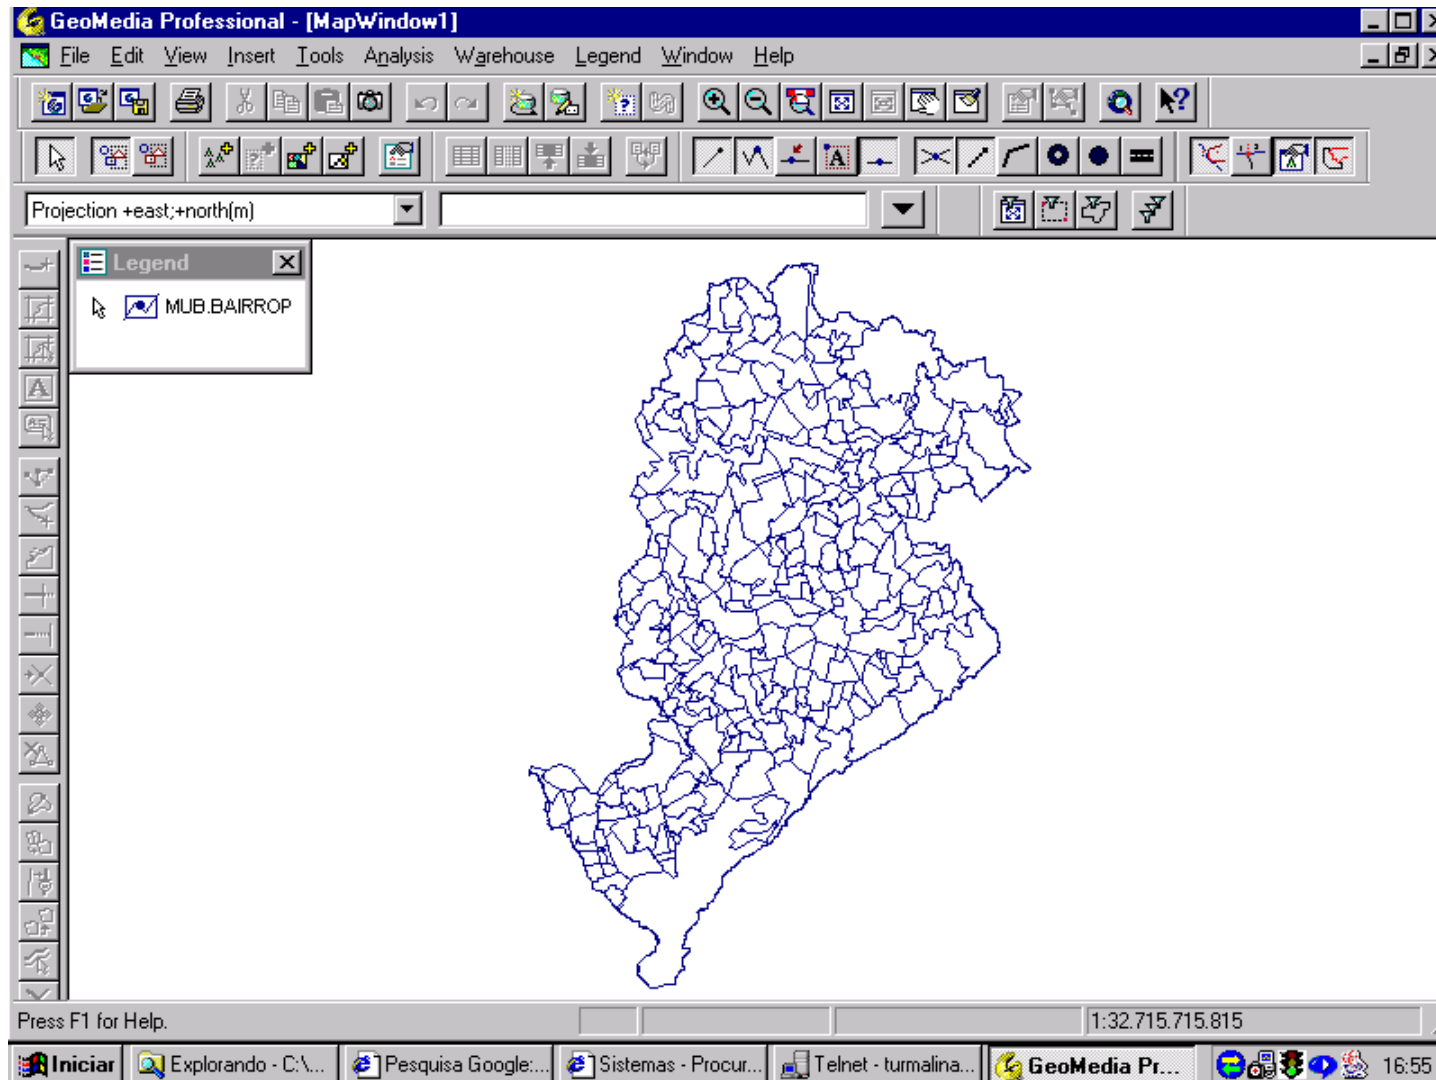 GeoMedia Professional - [MapWindow1]
File Edit View Insert Tools Analysis Warehouse Legend Window Help
Projection +east;+north(m)
Legend
MUB.BAIRROP
Press F1 for Help.
1:32.715.715.815
Iniciar Explorando - C:\... Pesquisa Google:... Sistemas - Procur... Telnet - turmalina... GeoMedia Pr... 16:55